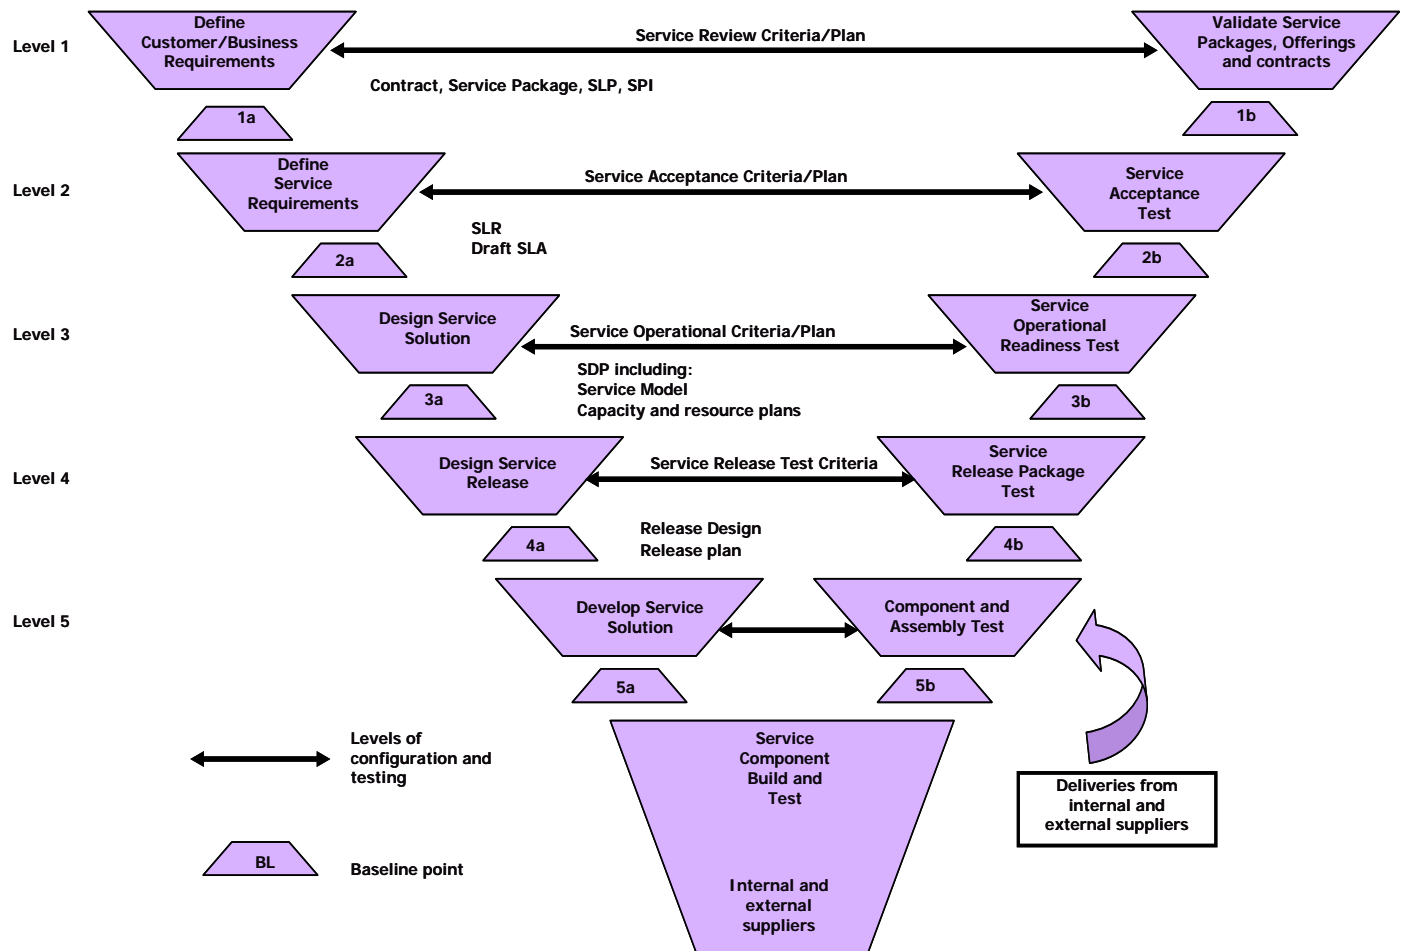 Level 1
Define
Customer/Business
Requirements
Service Review Criteria/Plan
Validate Service
Packages, Offerings
and contracts
Contract, Service Package, SLP, SPI
1a
1b
Level 2
Define
Service
Requirements
Service Acceptance Criteria/Plan
Service
Acceptance
Test
SLR
Draft SLA
2a
2b
Level 3
Design Service
Solution
Service Operational Criteria/Plan
Service
Operational
Readiness Test
SDP including:
Service Model
Capacity and resource plans
3a
3b
Level 4
Design Service
Release
Service Release Test Criteria
Service
Release Package
Test
Release Design
Release plan
4a
4b
Level 5
Develop Service
Solution
Component and
Assembly Test
5a
5b
Levels of
configuration and
testing
Service
Component
Build and
Test
Deliveries from
internal and
external suppliers
BL
Baseline point
Internal and
external
suppliers